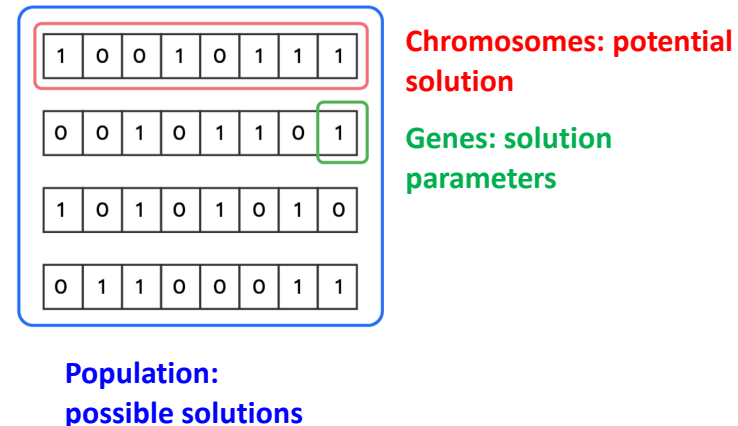 1 0 0 1 0 1 1 1
Chromosomes: potential
solution
0 0 1 0 1 1 0 1
Genes: solution
parameters
1 0 1 0 1 0 1 0
0 1 1 0 0 0 1 1
Population:
possible solutions